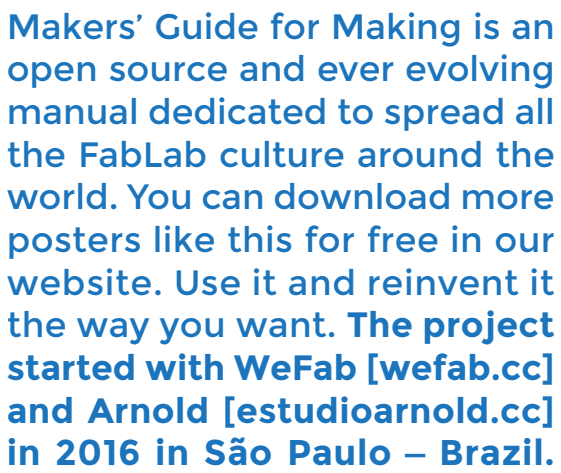 Makers’ Guide for Making is an
open source and ever evolving
manual dedicated to spread all
the FabLab culture around the
world. You can download more
posters like this for free in our
website. Use it and reinvent it
the way you want. The project
started with WeFab [wefab.cc]
and Arnold [estudioarnold.cc]
in 2016 in São Paulo – Brazil.